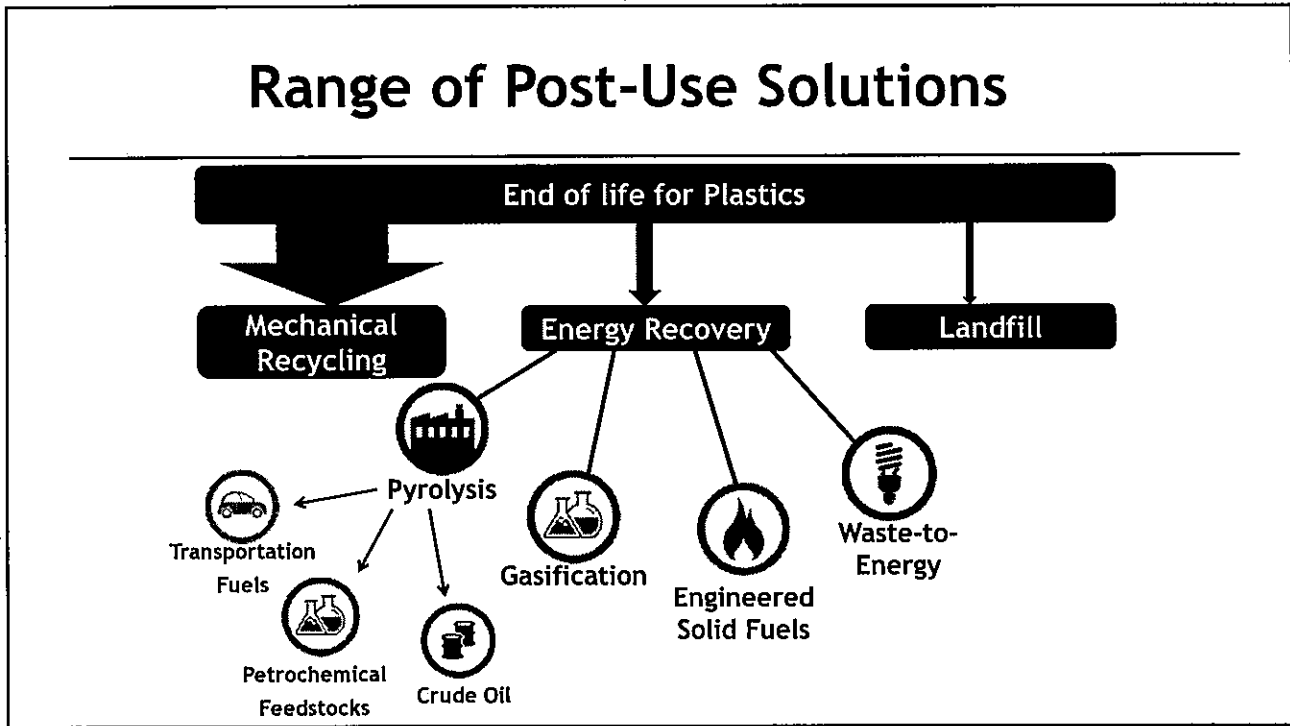 Range of Post-Use Solutions
End of life for Plastics
Mechanical
Recycling
Energy Recovery
Landfill
Pyrolysis
Transportation
Fuels
Petrochemical
Feedstocks
Crude Oil
Gasification
Engineered
Solid Fuels
Waste-to-
Energy